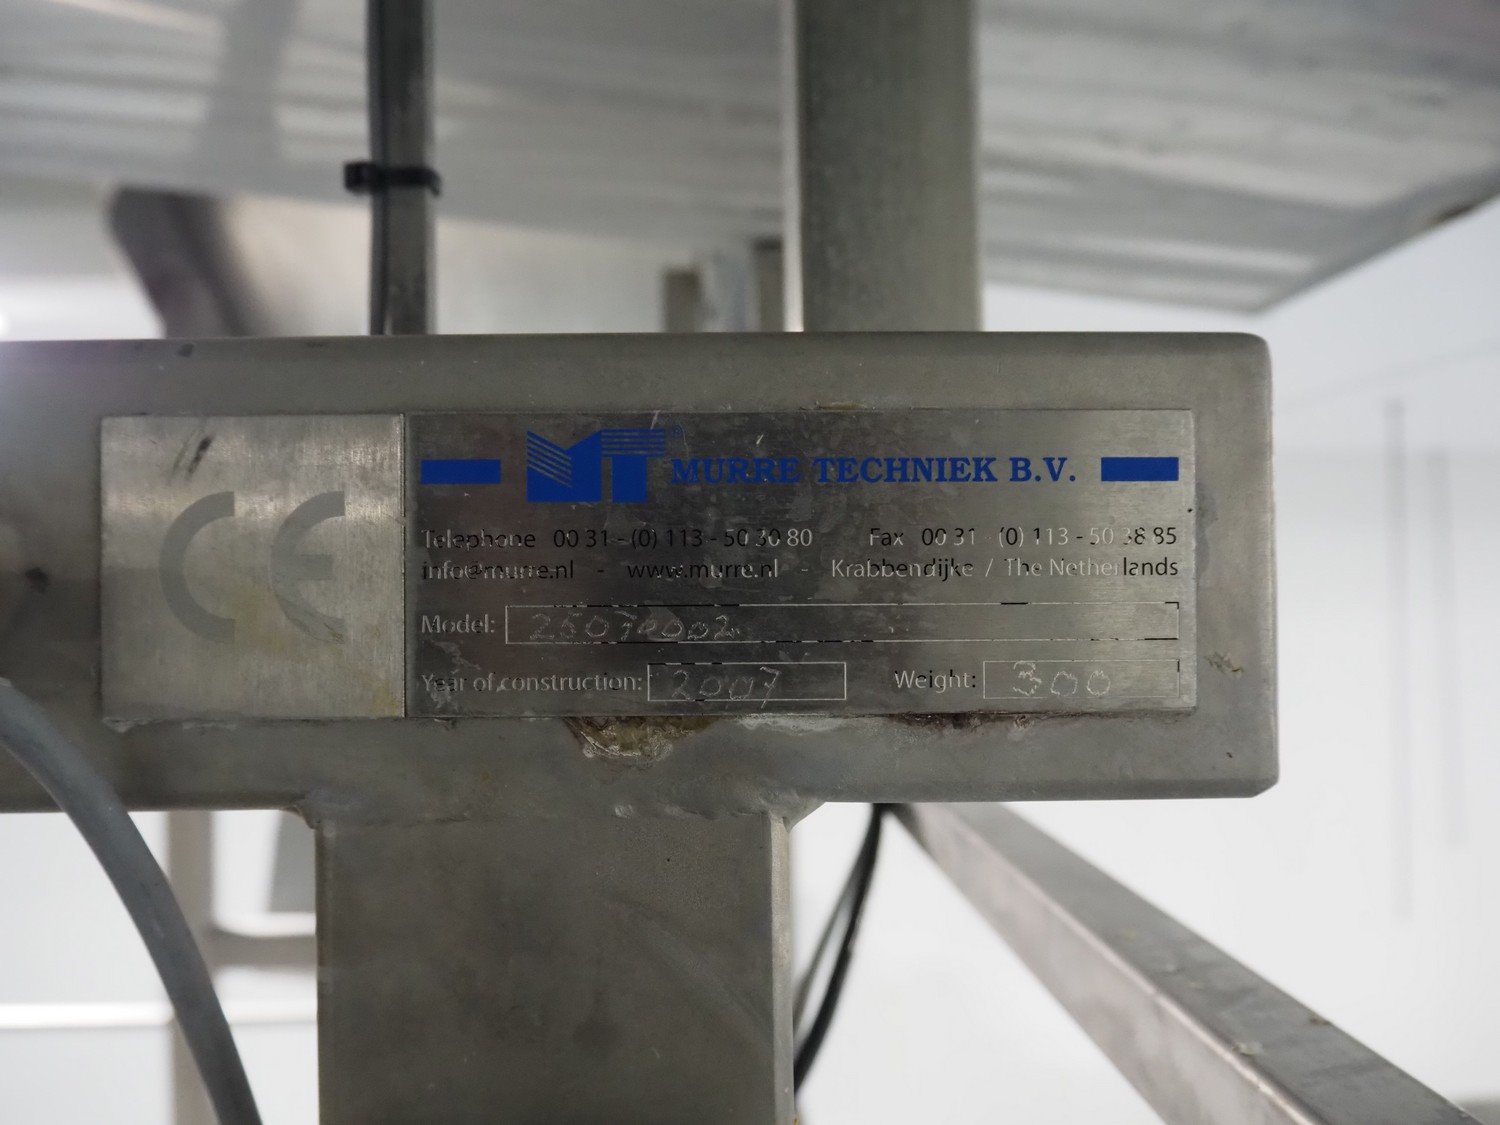 CE
MT® MURRE TECHNIEK B.V.
Telephone 00 31 - (0) 113 - 50 30 80 Fax 00 31 - (0) 113 - 50 38 85
info@murre.nl - www.murre.nl - Krabbendijke / The Netherlands
Model:
Year of construction: 2007 Weight: 300